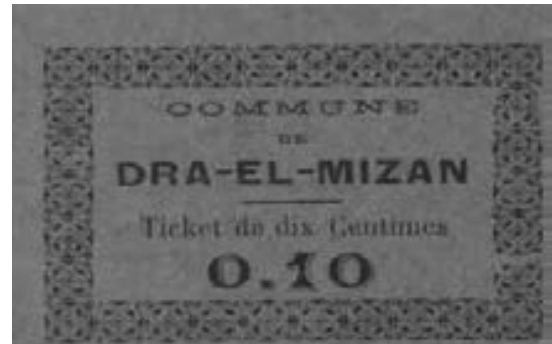 COMMUNE
DE
DRA-EL-MIZAN
Ticket de dix Centimes
0.10